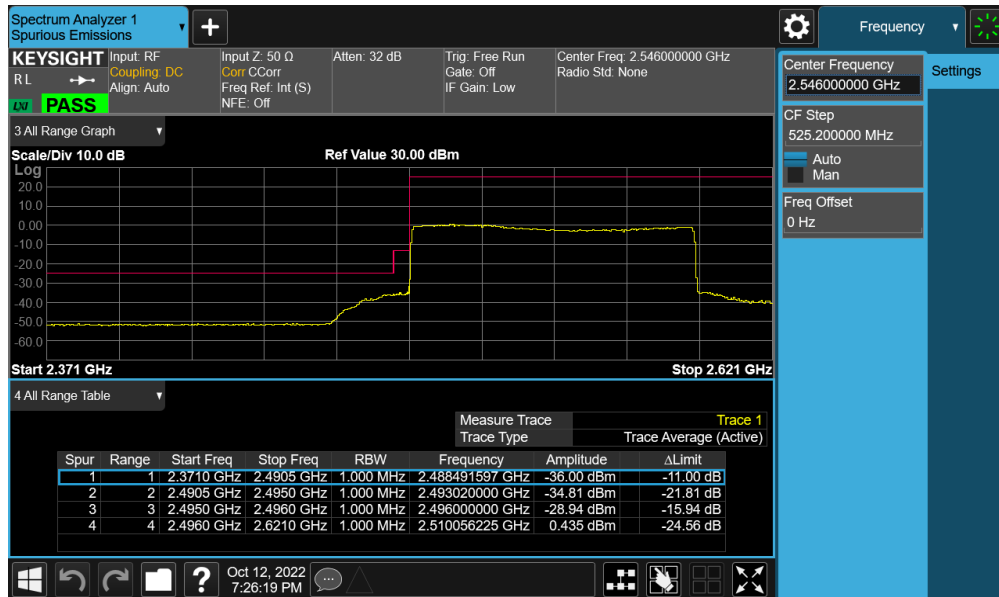 Spectrum Analyzer 1
Spurious Emissions
Frequency
KEYSIGHT
R L
LXI
PASS
Input: RF
Coupling: DC
Align: Auto
Input Z: 50 Ω
Corr CCorr
Freq Ref: Int (S)
NFE: Off
Atten: 32 dB
Trig: Free Run
Gate: Off
IF Gain: Low
Center Freq: 2.546000000 GHz
Radio Std: None
Center Frequency
2.546000000 GHz
Settings
CF Step
525.200000 MHz
Auto
Man
Freq Offset
0 Hz
3 All Range Graph
Scale/Div 10.0 dB
Ref Value 30.00 dBm
Log
20.0
10.0
0.00
-10.0
-20.0
-30.0
-40.0
-50.0
-60.0
Start 2.371 GHz
Stop 2.621 GHz
4 All Range Table
Measure Trace Trace 1
Trace Type Trace Average (Active)
Spur Range Start Freq Stop Freq RBW Frequency Amplitude ΔLimit
1 1 2.3710 GHz 2.4905 GHz 1.000 MHz 2.488491597 GHz -36.00 dBm -11.00 dB
2 2 2.4905 GHz 2.4950 GHz 1.000 MHz 2.493020000 GHz -34.81 dBm -21.81 dB
3 3 2.4950 GHz 2.4960 GHz 1.000 MHz 2.496000000 GHz -28.94 dBm -15.94 dB
4 4 2.4960 GHz 2.6210 GHz 1.000 MHz 2.510056225 GHz 0.435 dBm -24.56 dB
?
Oct 12, 2022
7:26:19 PM